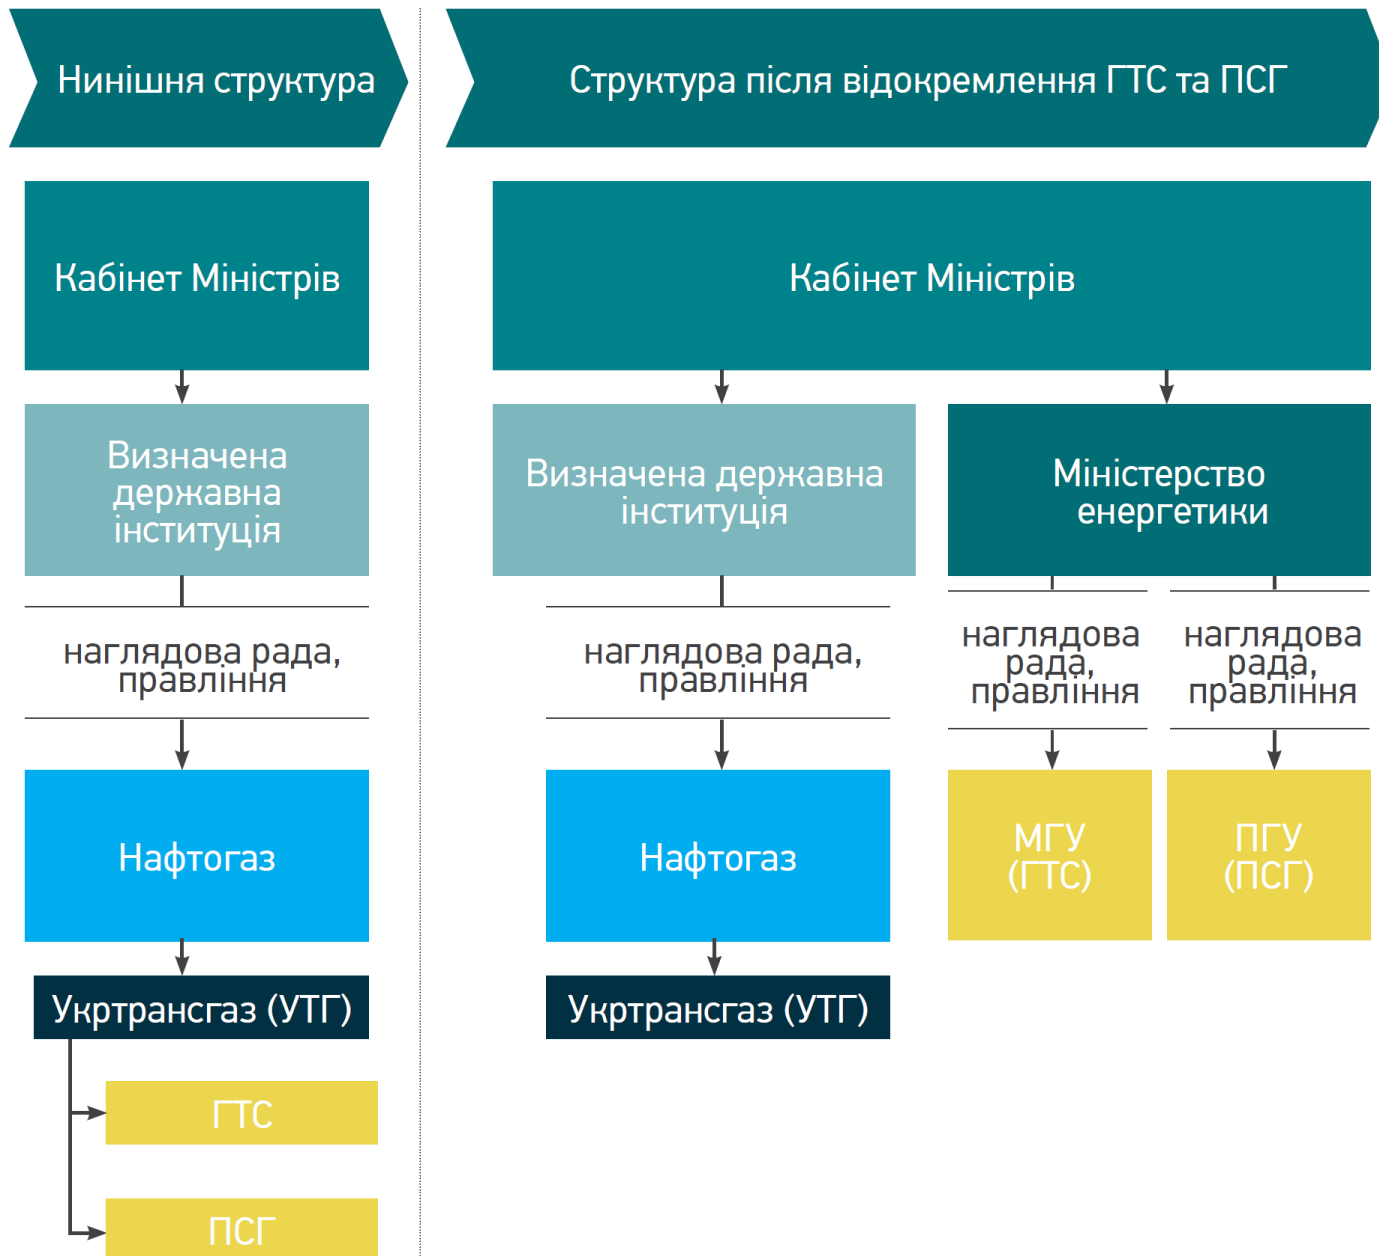 Нинішня структура
Структура після відокремлення ГТС та ПСГ
Кабінет Міністрів
Визначена
державна
інституція
наглядова рада,
правління
Нафтогаз
Укртрансгаз (УТГ)
ГТС
ПСГ
Кабінет Міністрів
Визначена державна
інституція
наглядова рада,
правління
Нафтогаз
Укртрансгаз (УТГ)
Міністерство
енергетики
наглядова
рада,
правління
МГУ
(ГТС)
наглядова
рада,
правління
ПГУ
(ПСГ)